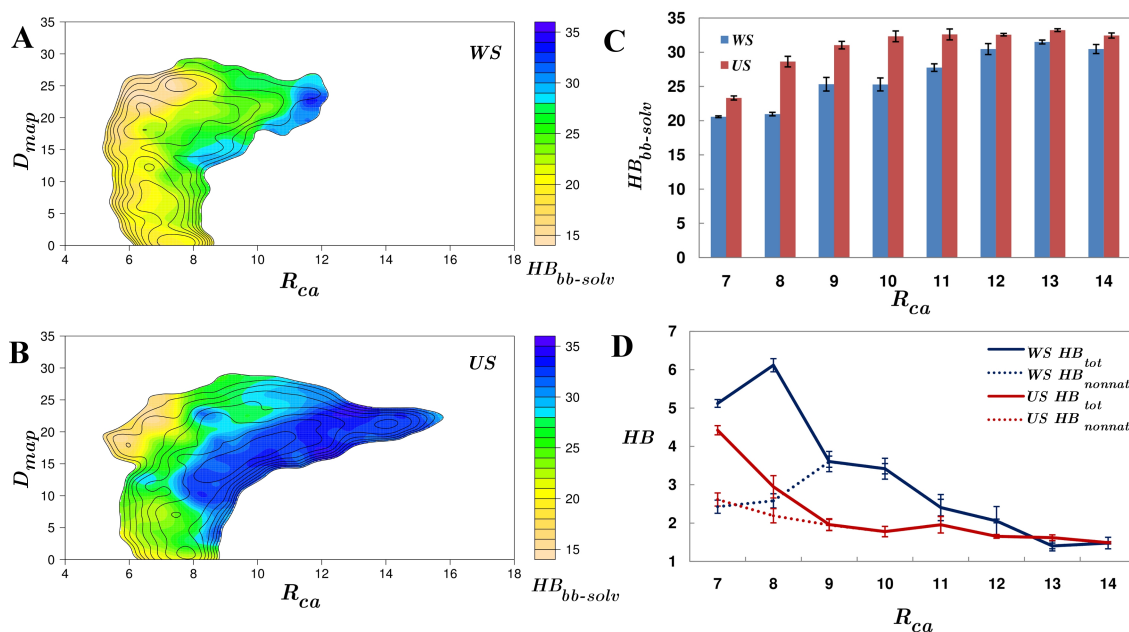 A
WS
35
30
25
20
15
10
5
0
D_map
4 6 8 10 12 14 16 18
R_ca
35
30
25
20
15
HB_bb-solv
B
US
35
30
25
20
15
10
5
0
D_map
4 6 8 10 12 14 16 18
R_ca
35
30
25
20
15
HB_bb-solv
C
WS
US
35
30
25
20
15
10
5
0
HB_bb-solv
7 8 9 10 11 12 13 14
R_ca
D
WS HB_tot
WS HB_nonnat
US HB_tot
US HB_nonnat
7
6
5
4
3
2
1
HB
7 8 9 10 11 12 13 14
R_ca